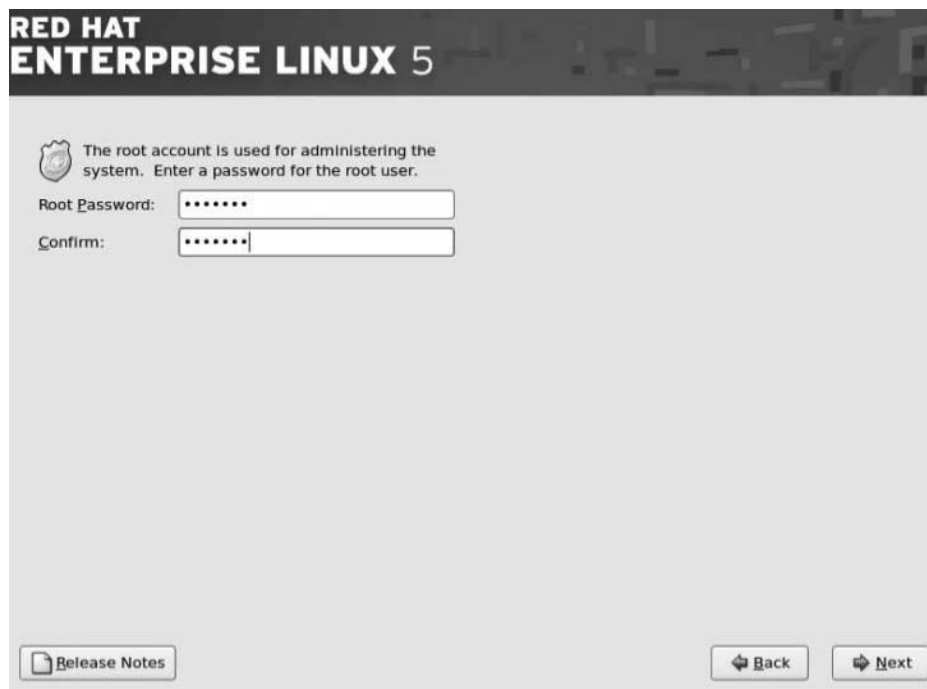 RED HAT
ENTERPRISE LINUX 5
The root account is used for administering the
system. Enter a password for the root user.
Root Password: •••••••
Confirm: •••••••
Release Notes
Back
Next